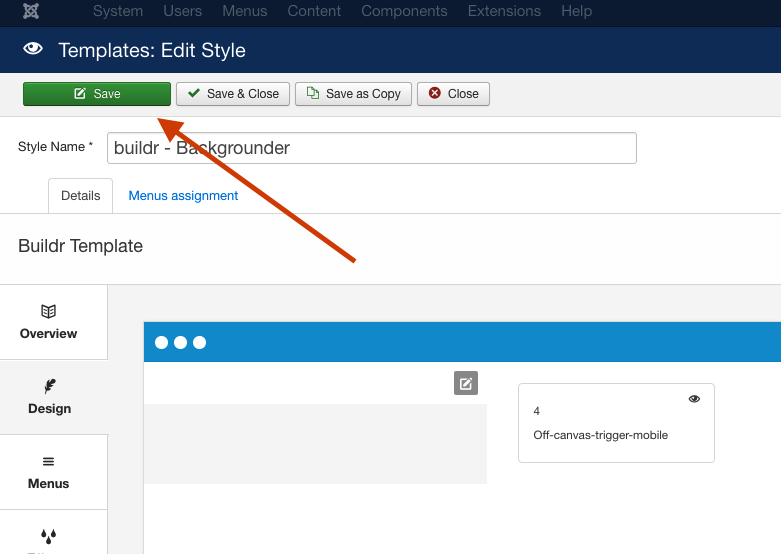 System Users Menus Content Components Extensions Help
Templates: Edit Style
Save Save & Close Save as Copy Close
Style Name * buildr - Backgrounder
Details Menus assignment
Buildr Template
Overview
Design
Menus
4
Off-canvas-trigger-mobile